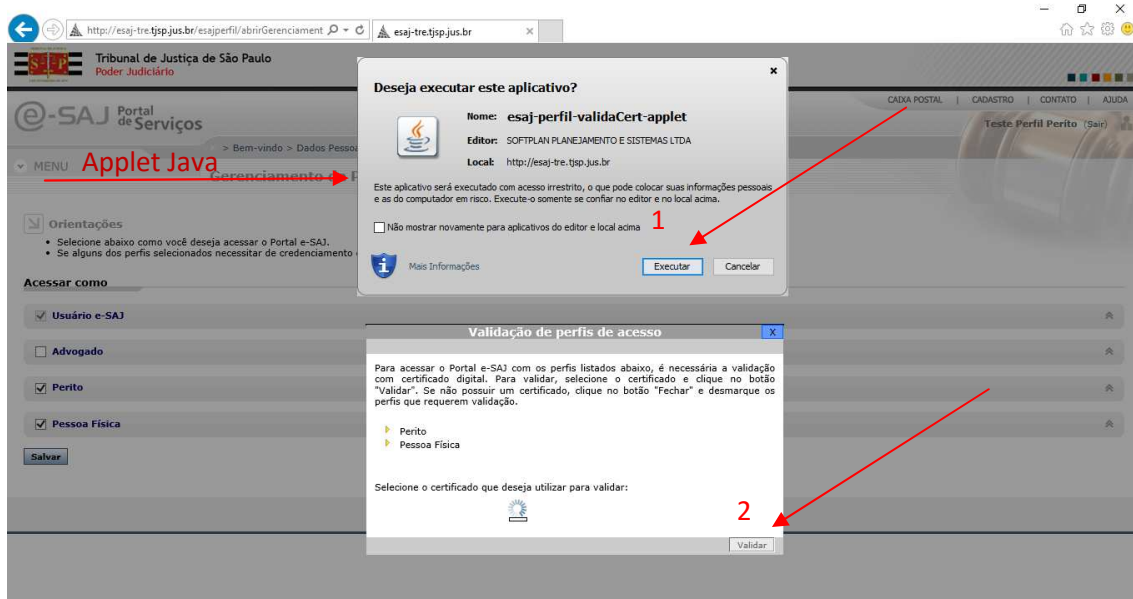 http://esaj-tre.tjsp.jus.br/esajperfil/abrirGerenciament
esaj-tre.tjsp.jus.br
Tribunal de Justiça de São Paulo
Poder Judiciário
CAIXA POSTAL | CADASTRO | CONTATO | AJUDA
e-SAJ Portal de Serviços
Teste Perfil Perito (Sair)
> Bem-vindo > Dados Pessoa
MENU
Applet Java
Gerenciamento de P
Orientações
• Selecione abaixo como você deseja acessar o Portal e-SAJ.
• Se alguns dos perfis selecionados necessitar de credenciamento
Acessar como
Usuário e-SAJ
Advogado
Perito
Pessoa Física
Salvar
Deseja executar este aplicativo?
Nome: esaj-perfil-validaCert-applet
Editor: SOFTPLAN PLANEJAMENTO E SISTEMAS LTDA
Local: http://esaj-tre.tjsp.jus.br
Este aplicativo será executado com acesso irrestrito, o que pode colocar suas informações pessoais
e as do computador em risco. Execute-o somente se confiar no editor e no local acima.
Não mostrar novamente para aplicativos do editor e local acima
1
Mais Informações
Executar
Cancelar
Validação de perfis de acesso
X
Para acessar o Portal e-SAJ com os perfis listados abaixo, é necessária a validação
com certificado digital. Para validar, selecione o certificado e clique no botão
"Validar". Se não possuir um certificado, clique no botão "Fechar" e desmarque os
perfis que requerem validação.
Perito
Pessoa Física
Selecione o certificado que deseja utilizar para validar:
2
Validar